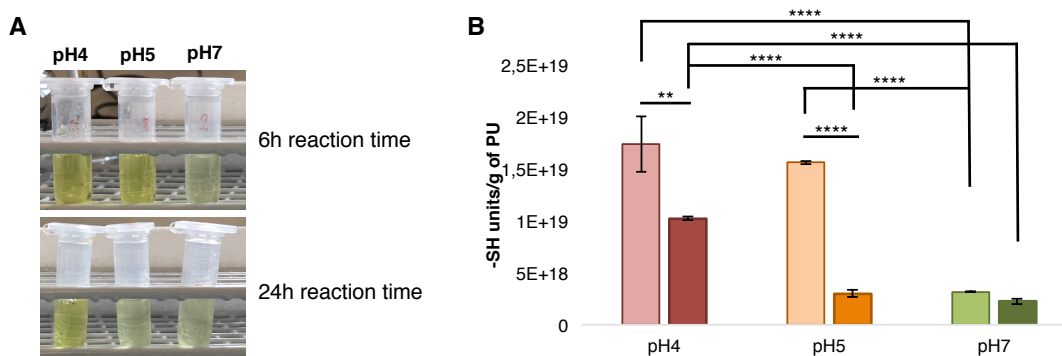 A
pH4 pH5 pH7
6h reaction time
24h reaction time
B
****
****
****
****
**
****
-SH units/g of PU
2,5E+19
2E+19
1,5E+19
1E+19
5E+18
0
pH4 pH5 pH7